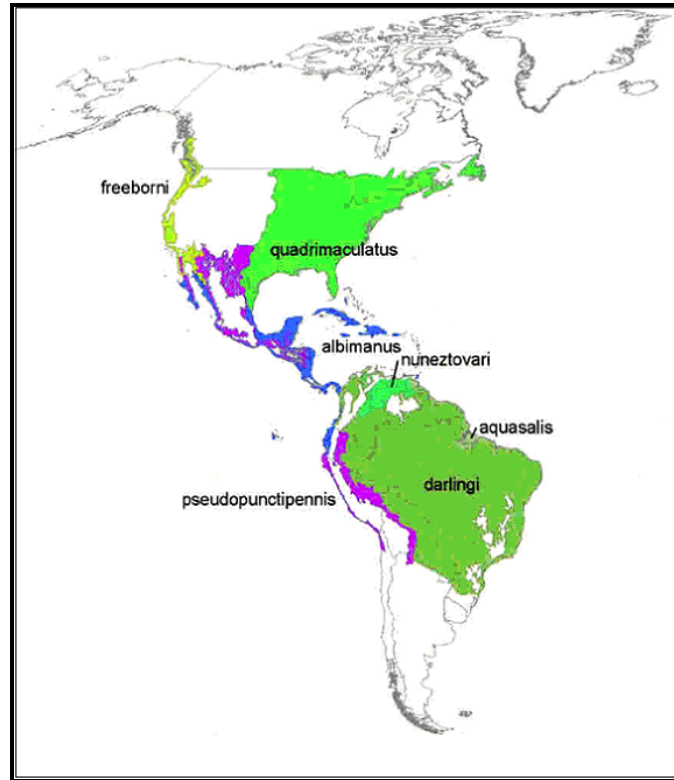 freeborni
quadrimaculatus
albimanus
nuneztovari
aquasalis
darlingi
pseudopunctipennis